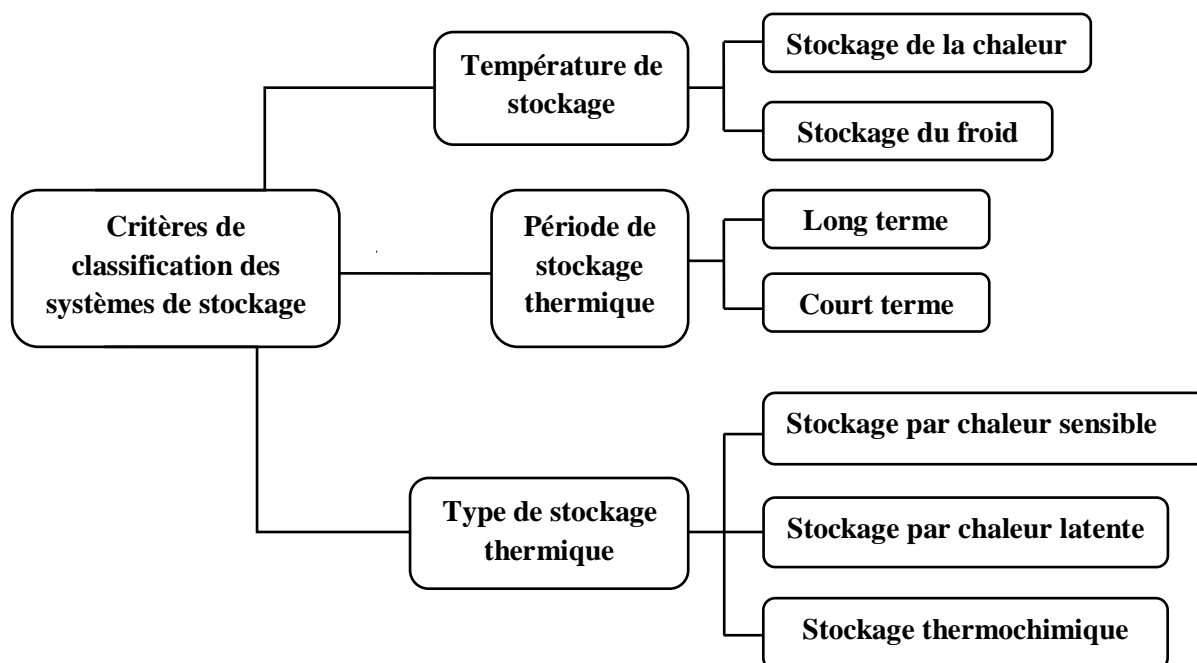 Critères de
classification des
systèmes de stockage
Température de
stockage
Stockage de la chaleur
Stockage du froid
Période de
stockage
thermique
Long terme
Court terme
Type de stockage
thermique
Stockage par chaleur sensible
Stockage par chaleur latente
Stockage thermochimique